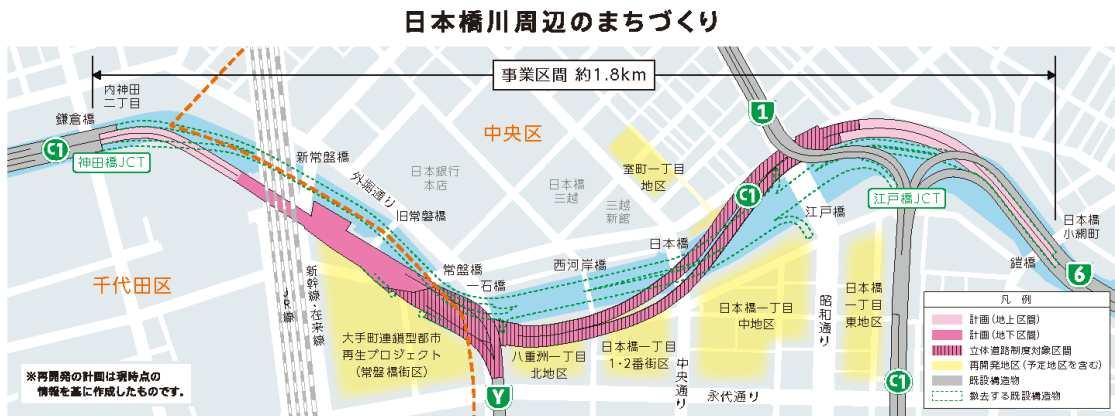 日本橋川周辺のまちづくり
事業区間 約1.8km
内神田
二丁目
鎌倉橋
C1
神田橋JCT
新常盤橋
外堀通り
旧常盤橋
中央区
日本銀行
本店
日本橋
三越
三越
新館
室町一丁目
地区
1
C1
江戸橋
江戸橋JCT
日本橋
小網町
鎧橋
6
千代田区
新幹線・在来線
JR線
常盤橋
一石橋
西河岸橋
日本橋
大手町連鎖型都市
再生プロジェクト
(常盤橋街区)
Y
八重洲一丁目
北地区
日本橋一丁目
1・2番街区
中央通り
日本橋一丁目
中地区
永代通り
昭和通り
日本橋
一丁目
東地区
C1
凡 例
計画(地上区間)
計画(地下区間)
立体道路制度対象区間
再開発地区(予定地区を含む)
既設構造物
撤去する既設構造物
※再開発の計画は現時点の
情報を基に作成したものです。